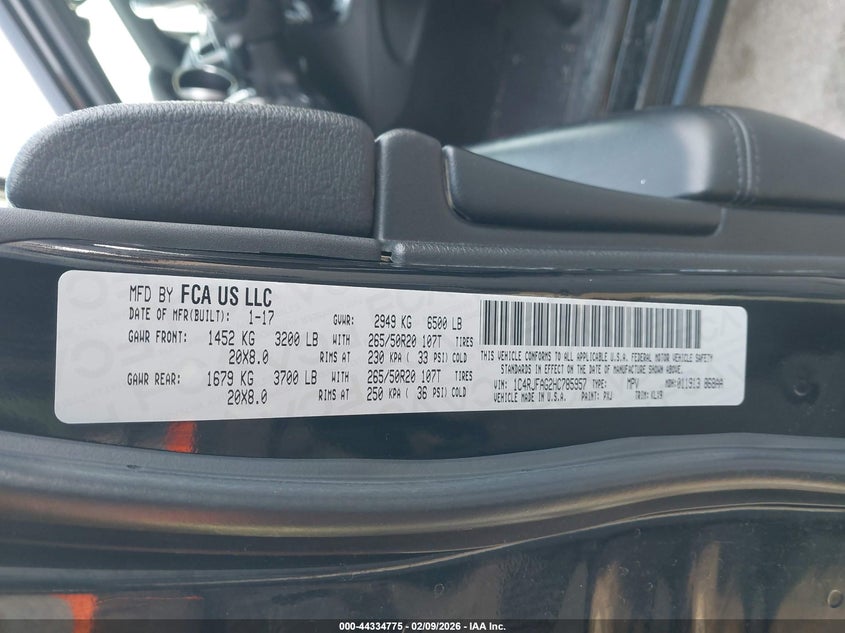 MFD BY FCA US LLC
DATE OF MFR(BUILT): 1-17 GVWR: 2949 KG 6500 LB
GAWR FRONT: 1452 KG 3200 LB WITH 265/50R20 107T TIRES
20X8.0 RIMS AT 230 KPA ( 33 PSI) COLD
GAWR REAR: 1679 KG 3700 LB WITH 265/50R20 107T TIRES
20X8.0 RIMS AT 250 KPA ( 36 PSI) COLD
THIS VEHICLE CONFORMS TO ALL APPLICABLE U.S.A. FEDERAL MOTOR VEHICLE SAFETY
STANDARDS IN EFFECT ON THE DATE OF MANUFACTURE SHOWN ABOVE.
VIN: 1C4RJFAG2HC785957 TYPE: MPV MDH: 011913 868AA
VEHICLE MADE IN U.S.A. PAINT: PXJ TRIM: KLX9
000-44334775 - 02/09/2026 - IAA Inc.